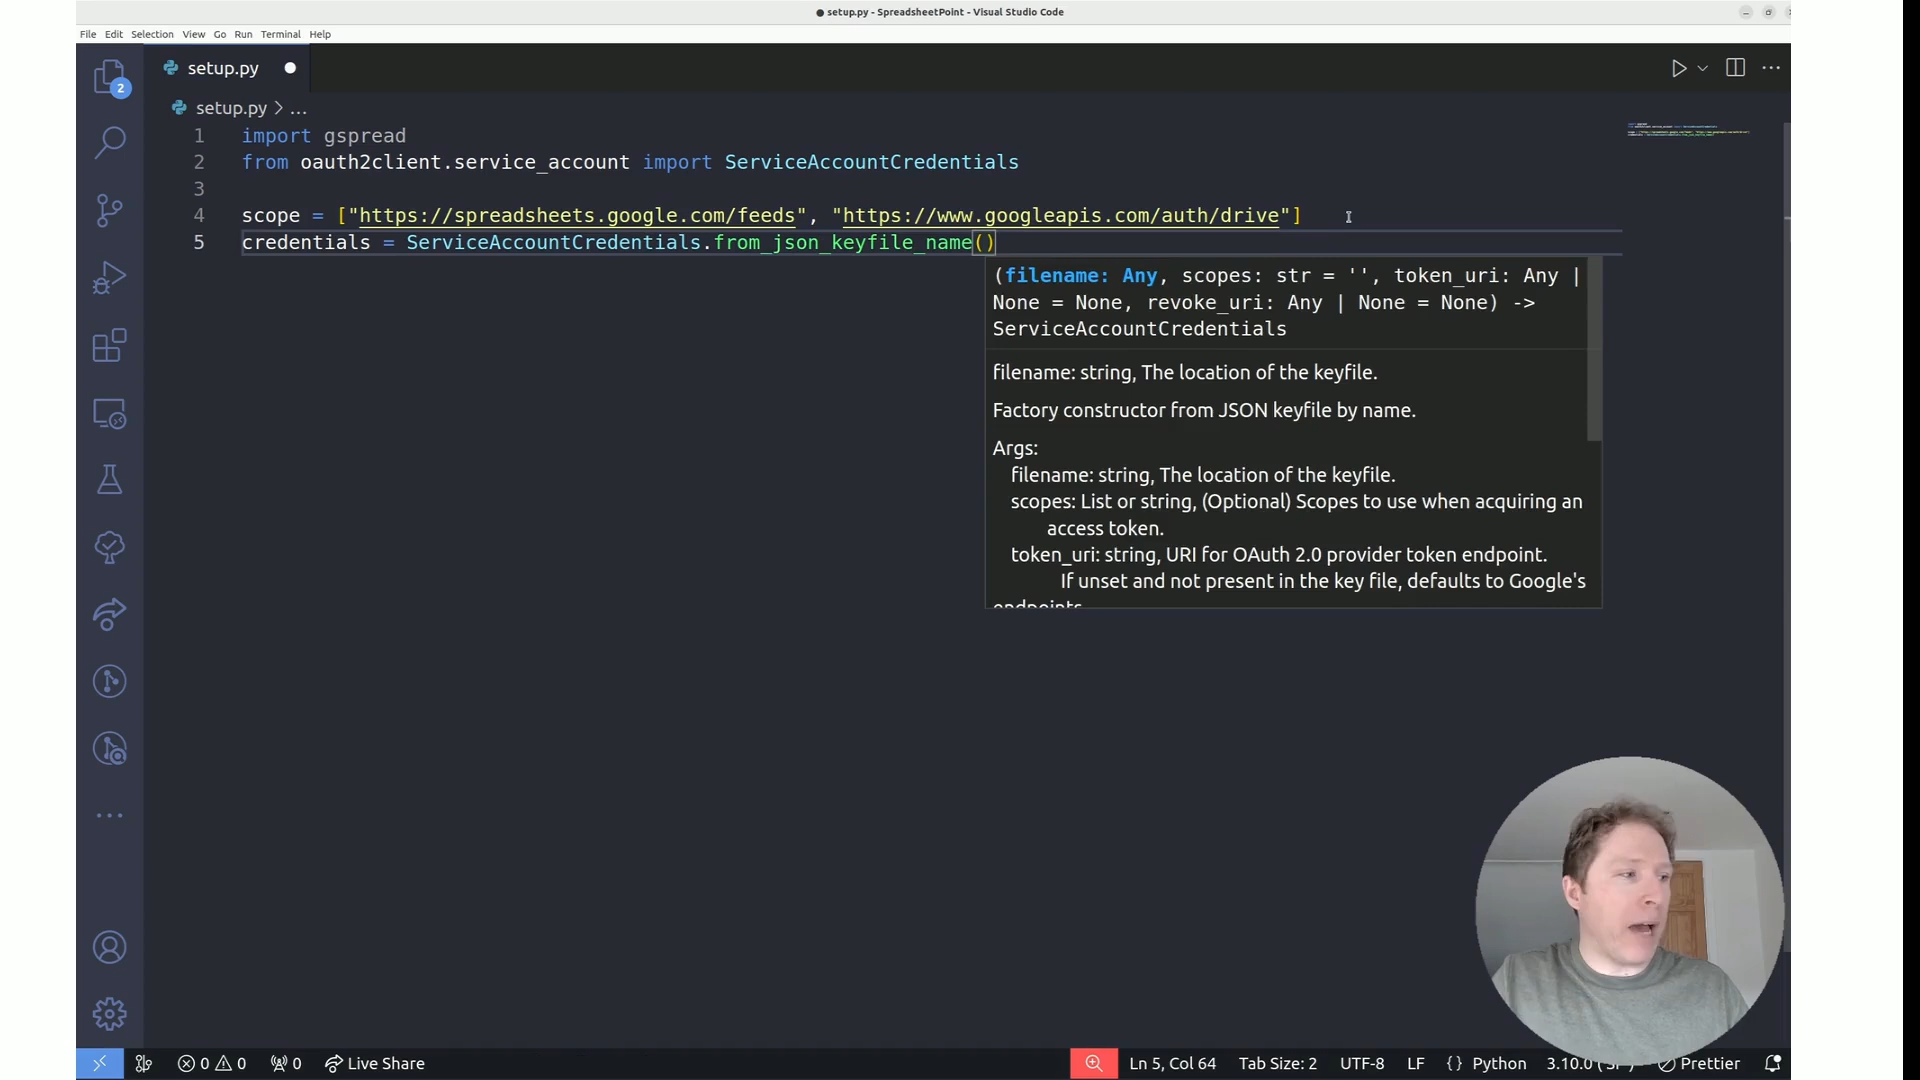 ● setup.py - SpreadsheetPoint - Visual Studio Code
File Edit Selection View Go Run Terminal Help
2
setup.py ●
setup.py > ...
1 import gspread
2 from oauth2client.service_account import ServiceAccountCredentials
3
4 scope = ["https://spreadsheets.google.com/feeds", "https://www.googleapis.com/auth/drive"]
5 credentials = ServiceAccountCredentials.from_json_keyfile_name()
(filename: Any, scopes: str = '', token_uri: Any |
None = None, revoke_uri: Any | None = None) ->
ServiceAccountCredentials
filename: string, The location of the keyfile.
Factory constructor from JSON keyfile by name.
Args:
filename: string, The location of the keyfile.
scopes: List or string, (Optional) Scopes to use when acquiring an
access token.
token_uri: string, URI for OAuth 2.0 provider token endpoint.
If unset and not present in the key file, defaults to Google's
endpoints
0 0 0 Live Share Ln 5, Col 64 Tab Size: 2 UTF-8 LF {} Python 3.10.0 Prettier